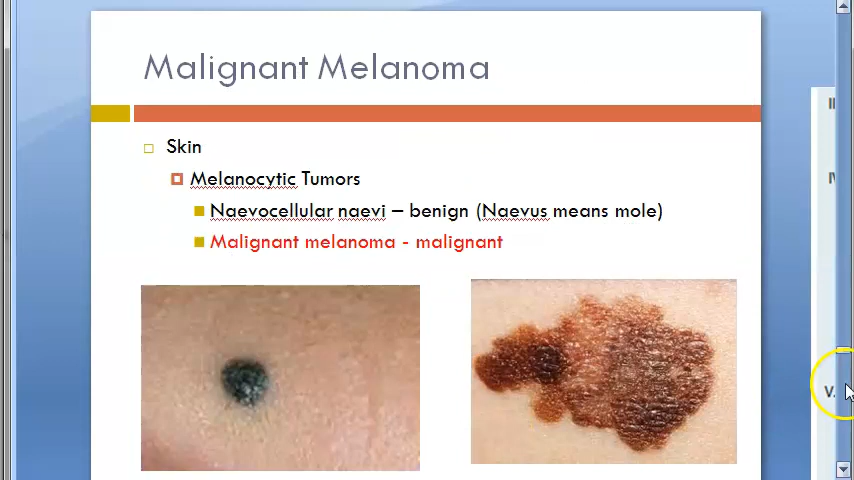 Malignant Melanoma
Skin
Melanocytic Tumors
Naevocellular naevi – benign (Naevus means mole)
Malignant melanoma - malignant
V.